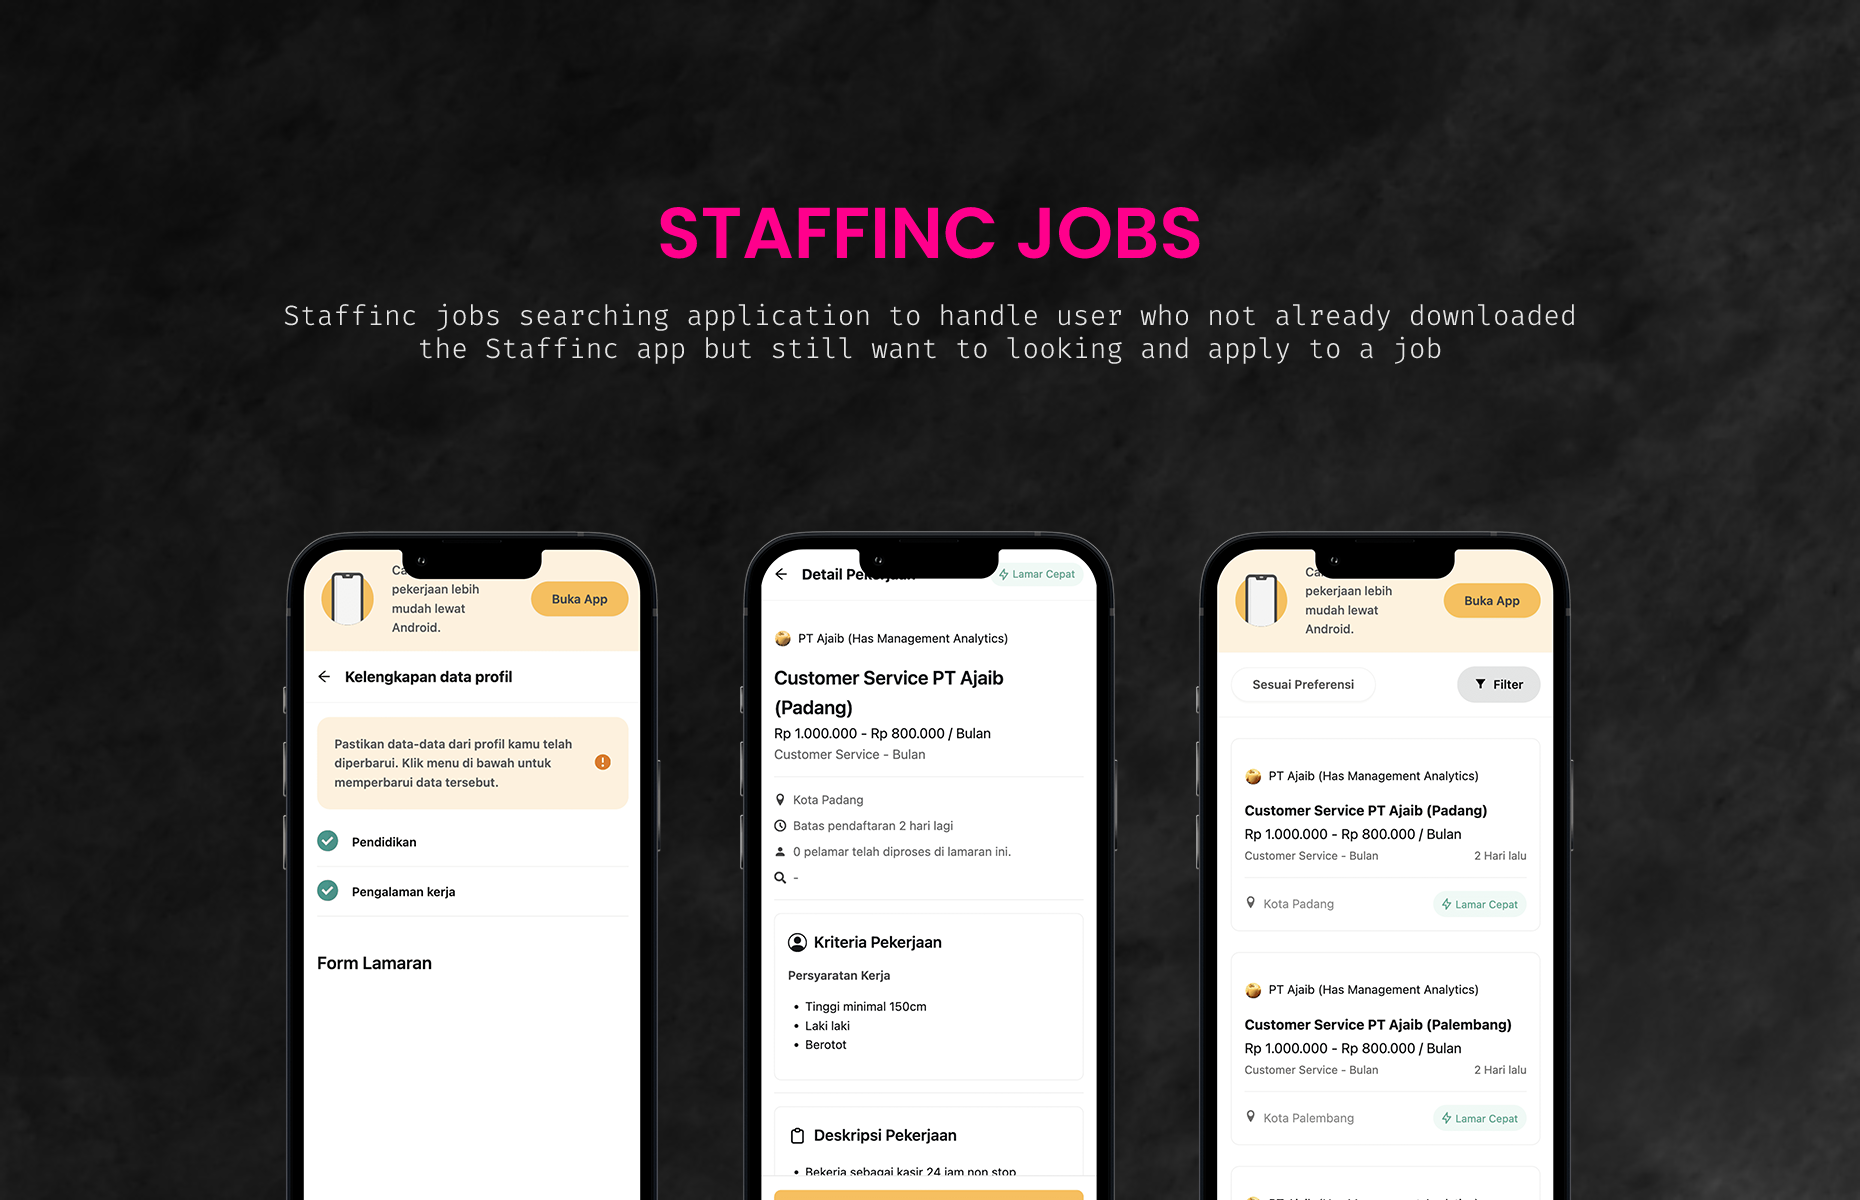 STAFFINC JOBS
Staffinc jobs searching application to handle user who not already downloaded
the Staffinc app but still want to looking and apply to a job
pekerjaan lebih
mudah lewat
Android.
Buka App
Kelengkapan data profil
Pastikan data-data dari profil kamu telah
diperbarui. Klik menu di bawah untuk
memperbarui data tersebut.
Pendidikan
Pengalaman kerja
Form Lamaran
Detail Pekerjaan
Lamar Cepat
PT Ajaib (Has Management Analytics)
Customer Service PT Ajaib
(Padang)
Rp 1.000.000 - Rp 800.000 / Bulan
Customer Service - Bulan
Kota Padang
Batas pendaftaran 2 hari lagi
0 pelamar telah diproses di lamaran ini.
-
Kriteria Pekerjaan
Persyaratan Kerja
• Tinggi minimal 150cm
• Laki laki
• Berotot
Deskripsi Pekerjaan
• Bekerja sebagai kasir 24 jam non stop
pekerjaan lebih
mudah lewat
Android.
Buka App
Sesuai Preferensi
Filter
PT Ajaib (Has Management Analytics)
Customer Service PT Ajaib (Padang)
Rp 1.000.000 - Rp 800.000 / Bulan
Customer Service - Bulan
2 Hari lalu
Kota Padang
Lamar Cepat
PT Ajaib (Has Management Analytics)
Customer Service PT Ajaib (Palembang)
Rp 1.000.000 - Rp 800.000 / Bulan
Customer Service - Bulan
2 Hari lalu
Kota Palembang
Lamar Cepat